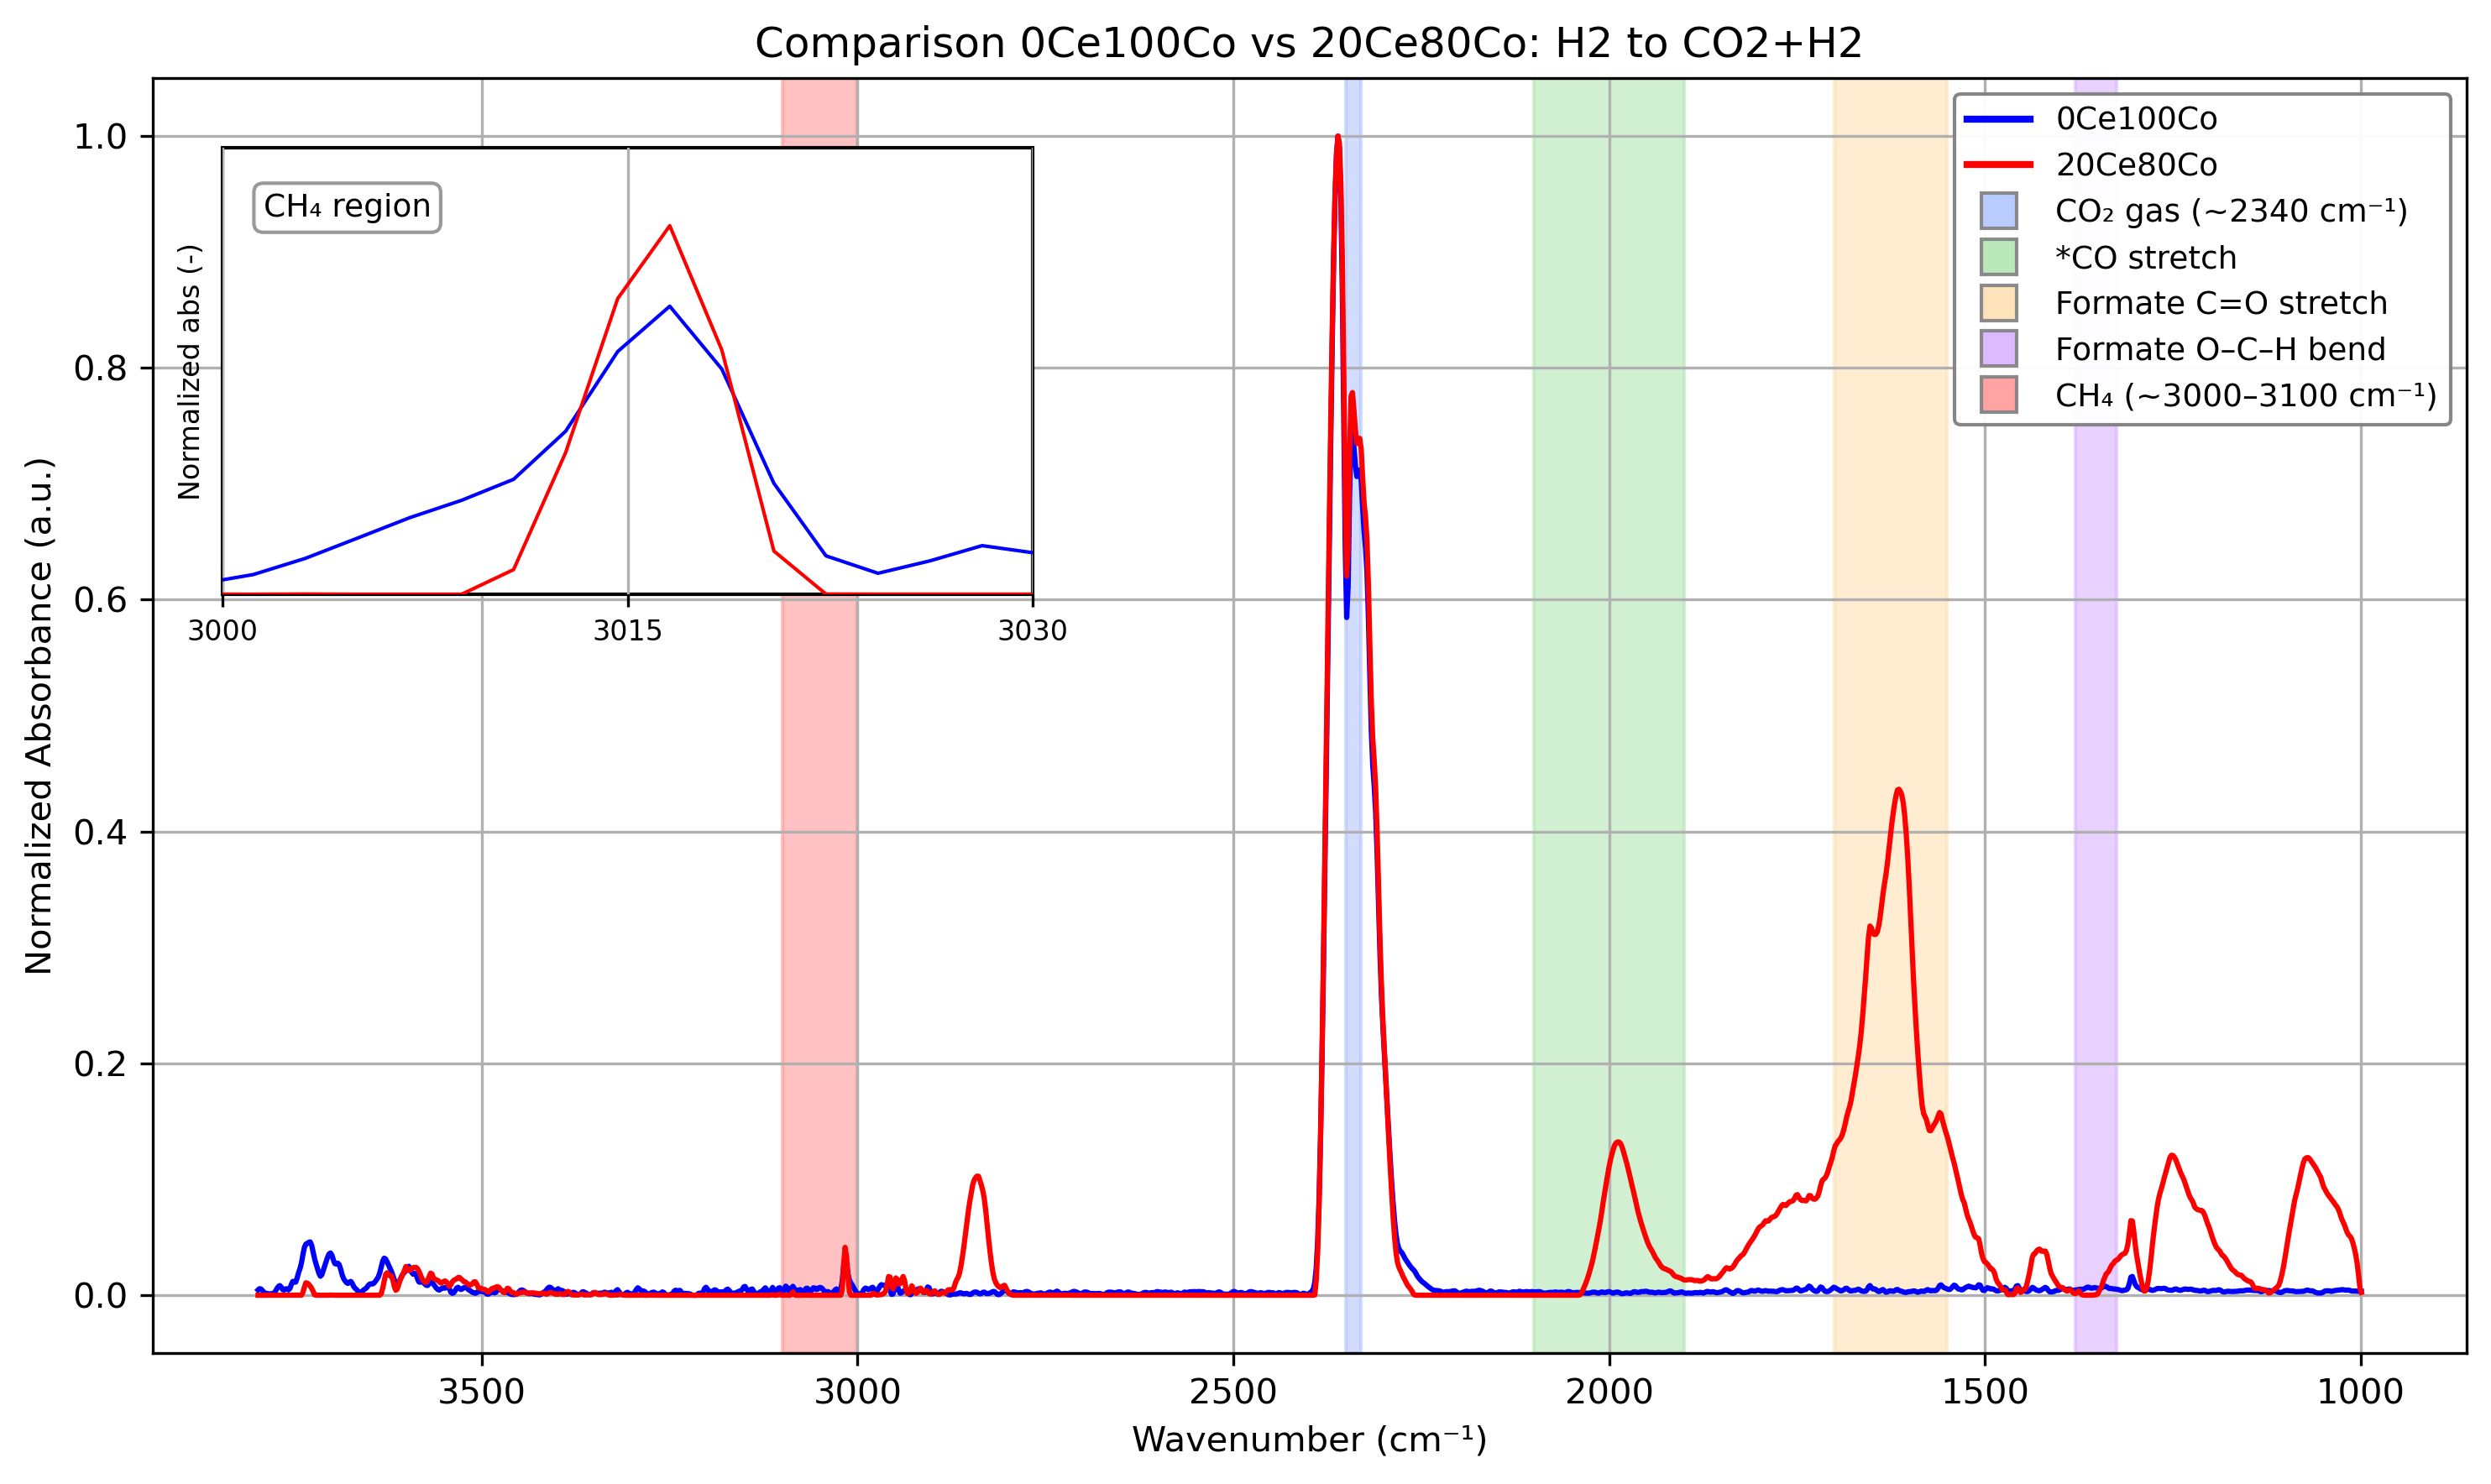 Comparison 0Ce100Co vs 20Ce80Co: H2 to CO2+H2
Normalized Absorbance (a.u.)
1.0
0.8
0.6
0.4
0.2
0.0
CH₄ region
Normalized abs (-)
3000 3015 3030
0Ce100Co
20Ce80Co
CO₂ gas (~2340 cm⁻¹)
*CO stretch
Formate C=O stretch
Formate O–C–H bend
CH₄ (~3000–3100 cm⁻¹)
3500 3000 2500 2000 1500 1000
Wavenumber (cm⁻¹)